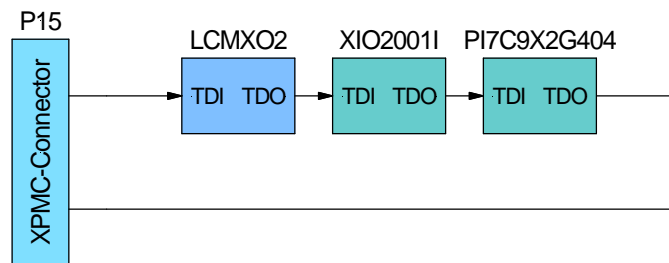 P15
LCMXO2 XIO2001I PI7C9X2G404
TDI TDO TDI TDO TDI TDO
XPMC-Connector